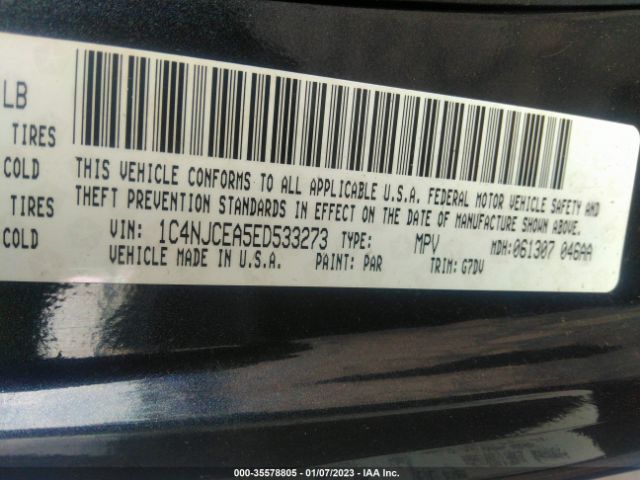 LB
TIRES
COLD
TIRES
COLD
THIS VEHICLE CONFORMS TO ALL APPLICABLE U.S.A. FEDERAL MOTOR VEHICLE SAFETY AND
THEFT PREVENTION STANDARDS IN EFFECT ON THE DATE OF MANUFACTURE SHOWN ABOVE.
VIN: 1C4NJCEA5ED533273 TYPE: MPV MDH:061307 046AA
VEHICLE MADE IN U.S.A. PAINT: PAR TRIM: G7DV
000-35578805 - 01/07/2023 - IAA Inc.